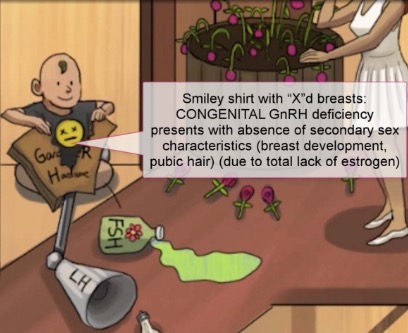 Smiley shirt with “X”d breasts:
CONGENITAL GnRH deficiency
presents with absence of secondary sex
characteristics (breast development,
pubic hair) (due to total lack of estrogen)
FSH
LH